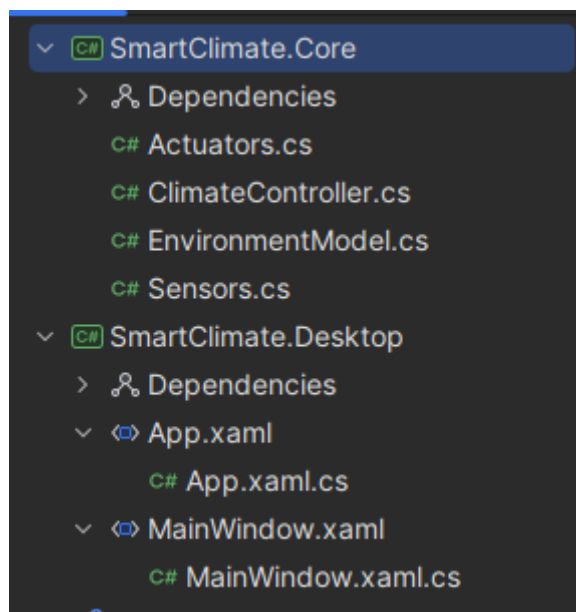 C# SmartClimate.Core
Dependencies
C# Actuators.cs
C# ClimateController.cs
C# EnvironmentModel.cs
C# Sensors.cs
C# SmartClimate.Desktop
Dependencies
App.xaml
C# App.xaml.cs
MainWindow.xaml
C# MainWindow.xaml.cs